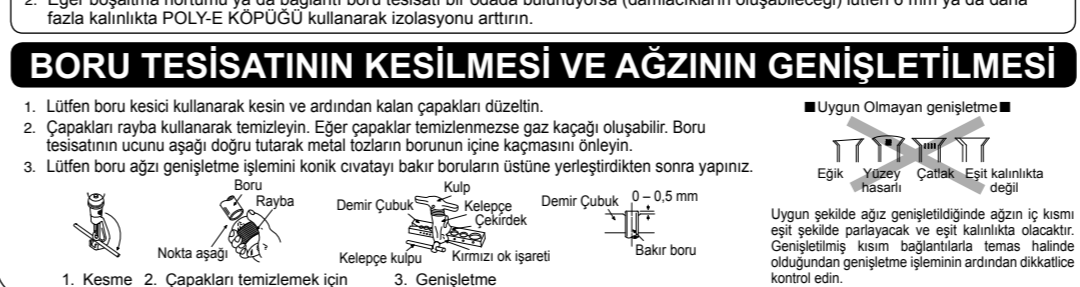 2. Eğer boşaltma hortumu ya da bağlantı boru tesisatı bir odada bulunuyorsa (damlacıkların oluşabileceği) lütfen 6 mm ya da daha
fazla kalınlıkta POLY-E KÖPÜĞÜ kullanarak izolasyonu arttırın.
BORU TESİSATININ KESİLMESİ VE AĞZININ GENİŞLETİLMESİ
1. Lütfen boru kesici kullanarak kesin ve ardından kalan çapakları düzeltin.
2. Çapakları rayba kullanarak temizleyin. Eğer çapaklar temizlenmezse gaz kaçağı oluşabilir. Boru
tesisatının ucunu aşağı doğru tutarak metal tozların borunun içine kaçmasını önleyin.
3. Lütfen boru ağzı genişletme işlemini konik cıvatayı bakır boruların üstüne yerleştirdikten sonra yapınız.
Boru
Rayba
Nokta aşağı
Kulp
Demir Çubuk
Kelepçe
Çekirdek
Kelepçe kulpu
Kırmızı ok işareti
Demir Çubuk
0 – 0,5 mm
Bakır boru
1. Kesme
2. Çapakları temizlemek için
3. Genişletme
■Uygun Olmayan genişletme■
Eğik
Yüzey
hasarlı
Çatlak
Eşit kalınlıkta
değil
Uygun şekilde ağız genişletildiğinde ağzın iç kısmı
eşit şekilde parlayacak ve eşit kalınlıkta olacaktır.
Genişletilmiş kısım bağlantılarla temas halinde
olduğundan genişletme işleminin ardından dikkatlice
kontrol edin.